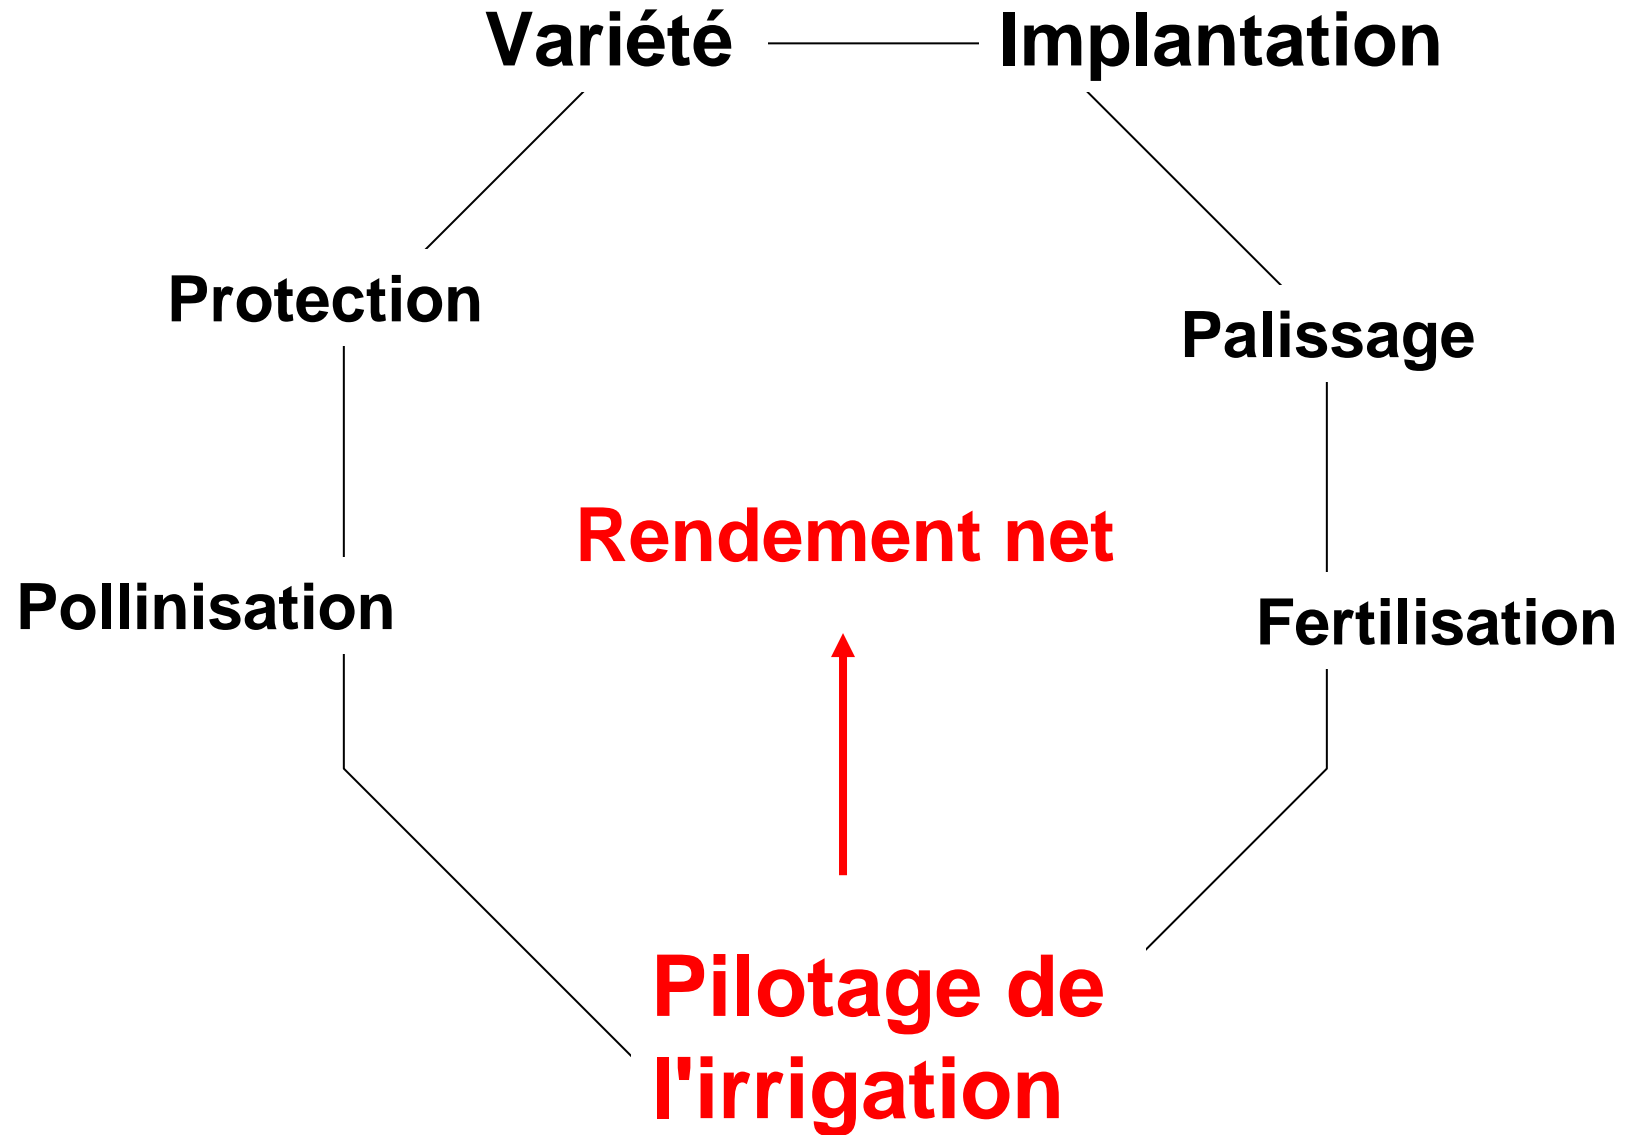 Variété
Implantation
Protection
Palissage
Rendement net
Pollinisation
Fertilisation
Pilotage de
l'irrigation